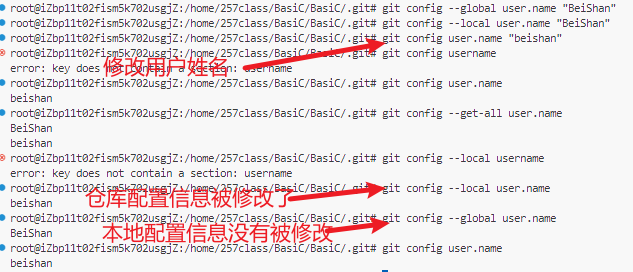 root@iZbp11t02fism5k702usgjZ:/home/257class/BasiC/BasiC/.git# git config --global user.name "BeiShan"
root@iZbp11t02fism5k702usgjZ:/home/257class/BasiC/BasiC/.git# git config --local user.name "BeiShan"
root@iZbp11t02fism5k702usgjZ:/home/257class/BasiC/BasiC/.git# git config user.name "beishan"
root@iZbp11t02fism5k702usgjZ:/home/257class/BasiC/BasiC/.git# git config username
error: key does not contain a section: username
修改用户姓名
root@iZbp11t02fism5k702usgjZ:/home/257class/BasiC/BasiC/.git# git config user.name
beishan
root@iZbp11t02fism5k702usgjZ:/home/257class/BasiC/BasiC/.git# git config --get-all user.name
BeiShan
beishan
root@iZbp11t02fism5k702usgjZ:/home/257class/BasiC/BasiC/.git# git config --local username
error: key does not contain a section: username
root@iZbp11t02fism5k702usgjZ:/home/257class/BasiC/BasiC/.git# git config --local user.name
仓库配置信息被修改了
beishan
root@iZbp11t02fism5k702usgjZ:/home/257class/BasiC/BasiC/.git# git config --global user.name
本地配置信息没有被修改
BeiShan
root@iZbp11t02fism5k702usgjZ:/home/257class/BasiC/BasiC/.git# git config user.name
beishan